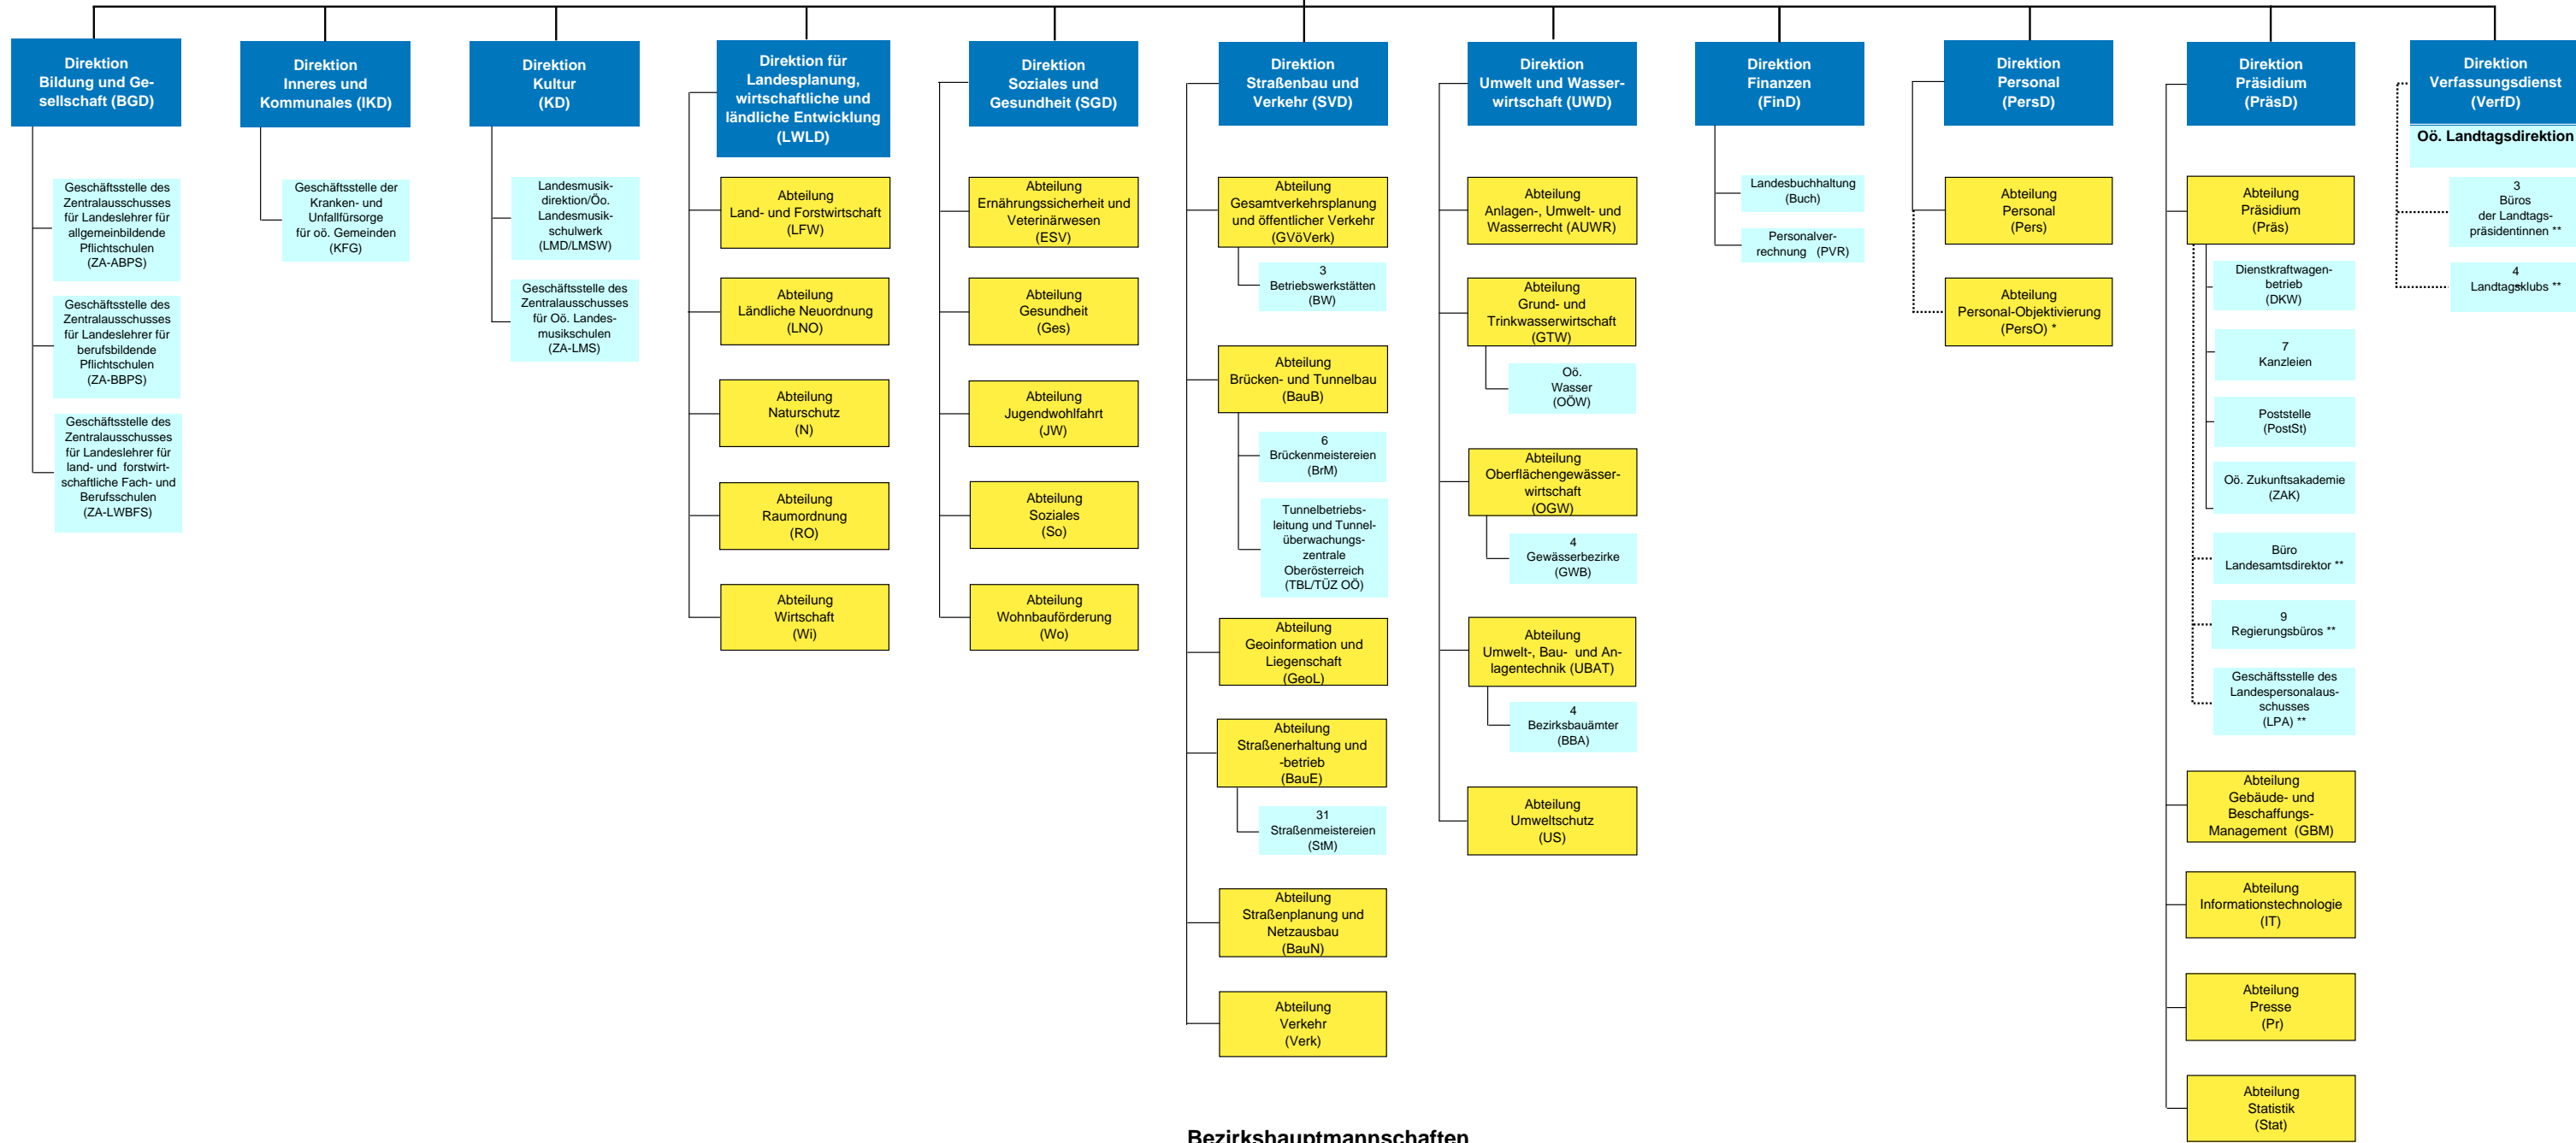 Direktion
Bildung und Ge-
sellschaft (BGD)
Geschäftsstelle des
Zentralausschusses
für Landeslehrer für
allgemeinbildende
Pflichtschulen
(ZA-ABPS)
Geschäftsstelle des
Zentralausschusses
für Landeslehrer für
berufsbildende
Pflichtschulen
(ZA-BBPS)
Geschäftsstelle des
Zentralausschusses
für Landeslehrer für
land- und forstwirt-
schaftliche Fach- und
Berufsschulen
(ZA-LWBFS)
Direktion
Inneres und
Kommunales (IKD)
Geschäftsstelle der
Kranken- und
Unfallfürsorge
für oö. Gemeinden
(KFG)
Direktion
Kultur
(KD)
Landesmusik-
direktion/Öo.
Landesmusik-
schulwerk
(LMD/LMSW)
Geschäftsstelle des
Zentralausschusses
für Oö. Landes-
musikschulen
(ZA-LMS)
Direktion für
Landesplanung,
wirtschaftliche und
ländliche Entwicklung
(LWLD)
Abteilung
Land- und Forstwirtschaft
(LFW)
Abteilung
Ländliche Neuordnung
(LNO)
Abteilung
Naturschutz
(N)
Abteilung
Raumordnung
(RO)
Abteilung
Wirtschaft
(Wi)
Direktion
Soziales und
Gesundheit (SGD)
Abteilung
Ernährungssicherheit und
Veterinärwesen
(ESV)
Abteilung
Gesundheit
(Ges)
Abteilung
Jugendwohlfahrt
(JW)
Abteilung
Soziales
(So)
Abteilung
Wohnbauförderung
(Wo)
Direktion
Straßenbau und
Verkehr (SVD)
Abteilung
Gesamtverkehrsplanung
und öffentlicher Verkehr
(GVöVerk)
3
Betriebswerkstätten
(BW)
Abteilung
Brücken- und Tunnelbau
(BauB)
6
Brückenmeistereien
(BrM)
Tunnelbetriebs-
leitung und Tunnel-
überwachungs-
zentrale
Oberösterreich
(TBL/TÜZ OÖ)
Abteilung
Geoinformation und
Liegenschaft
(GeoL)
Abteilung
Straßenerhaltung und
-betrieb
(BauE)
31
Straßenmeistereien
(StM)
Abteilung
Straßenplanung und
Netzausbau
(BauN)
Abteilung
Verkehr
(Verk)
Direktion
Umwelt und Wasser-
wirtschaft (UWD)
Abteilung
Anlagen-, Umwelt- und
Wasserrecht (AUWR)
Abteilung
Grund- und
Trinkwasserwirtschaft
(GTW)
Oö.
Wasser
(OÖW)
Abteilung
Oberflächengewässer-
wirtschaft
(OGW)
4
Gewässerbezirke
(GWB)
Abteilung
Umwelt-, Bau- und An-
lagentechnik (UBAT)
4
Bezirksbauämter
(BBA)
Abteilung
Umweltschutz
(US)
Direktion
Finanzen
(FinD)
Landesbuchhaltung
(Buch)
Personalver-
rechnung (PVR)
Direktion
Personal
(PersD)
Abteilung
Personal
(Pers)
Abteilung
Personal-Objektivierung
(PersO) *
Direktion
Präsidium
(PräsD)
Abteilung
Präsidium
(Präs)
Dienstkraftwagen-
betrieb
(DKW)
7
Kanzleien
Poststelle
(PostSt)
Oö. Zukunftsakademie
(ZAK)
Büro
Landesamtsdirektor **
9
Regierungsbüros **
Geschäftsstelle des
Landespersonalaus-
schusses
(LPA) **
Abteilung
Gebäude- und
Beschaffungs-
Management (GBM)
Abteilung
Informationstechnologie
(IT)
Abteilung
Presse
(Pr)
Abteilung
Statistik
(Stat)
Direktion
Verfassungsdienst
(VerfD)
Oö. Landtagsdirektion
3
Büros
der Landtags-
präsidentinnen **
4
Landtagsklubs **
Bezirkshauptmannschaften